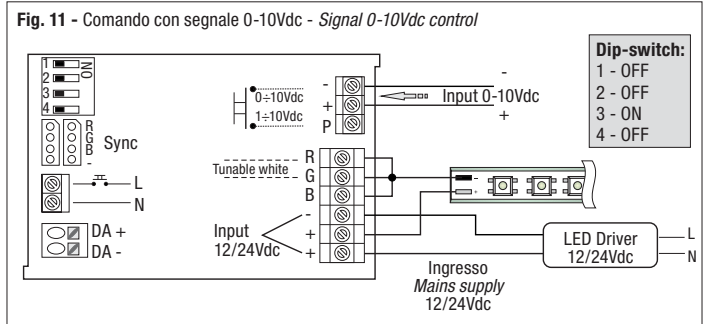 Fig. 11 - Comando con segnale 0-10Vdc - Signal 0-10Vdc control
Dip-switch:
1 - OFF
2 - OFF
3 - ON
4 - OFF
1
2
3
4
ON
R
G
B
-
Sync
L
N
DA +
DA -
0÷10Vdc
1÷10Vdc
-
+
P
Input 0-10Vdc
-
+
Tunable white
R
G
B
-
+
+
Input
12/24Vdc
-
+
LED Driver
12/24Vdc
L
N
Ingresso
Mains supply
12/24Vdc